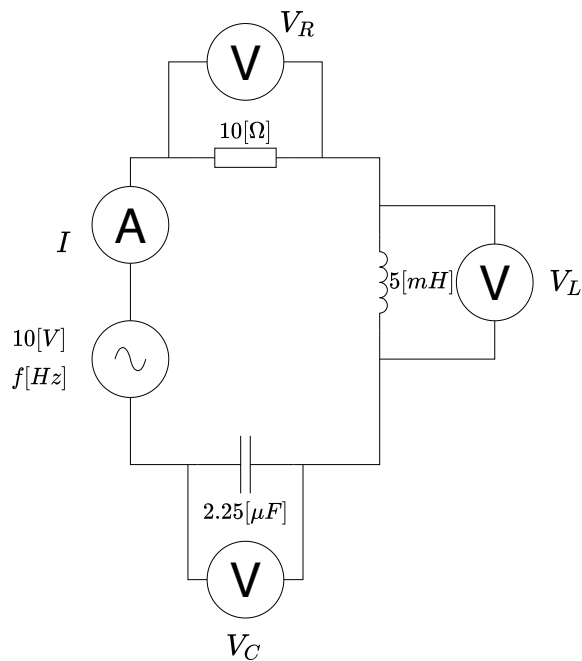 V_R
V
10[Ω]
A
I
5[mH]
V
V_L
10[V]
f[Hz]
2.25[μF]
V
V_C